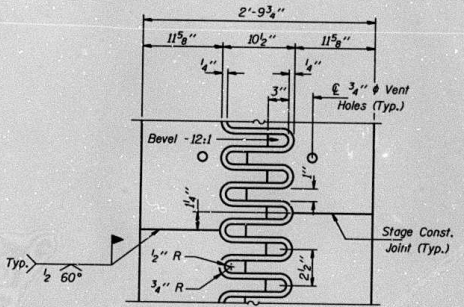 2'-9¾"
11⅝" 10½" 11⅝"
¼" ¼"
3"
℄ ¾" φ Vent
Holes (Typ.)
Bevel -12:1
1"
1¼"
Stage Const.
Joint (Typ.)
Typ.
½ 60°
½" R
2½"
¾" R